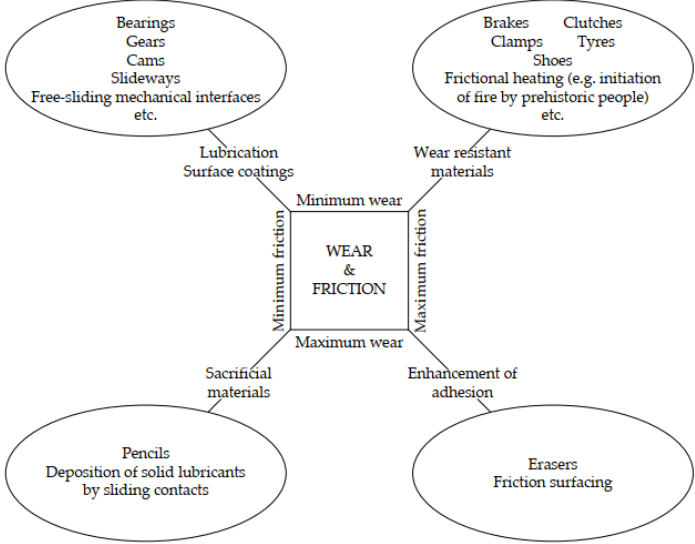 Bearings
Gears
Cams
Slideways
Free-sliding mechanical interfaces
etc.
Brakes Clutches
Clamps Tyres
Shoes
Frictional heating (e.g. initiation
of fire by prehistoric people)
etc.
Lubrication
Surface coatings
Wear resistant
materials
Minimum wear
Minimum friction
WEAR
&
FRICTION
Maximum friction
Maximum wear
Sacrificial
materials
Enhancement of
adhesion
Pencils
Deposition of solid lubricants
by sliding contacts
Erasers
Friction surfacing